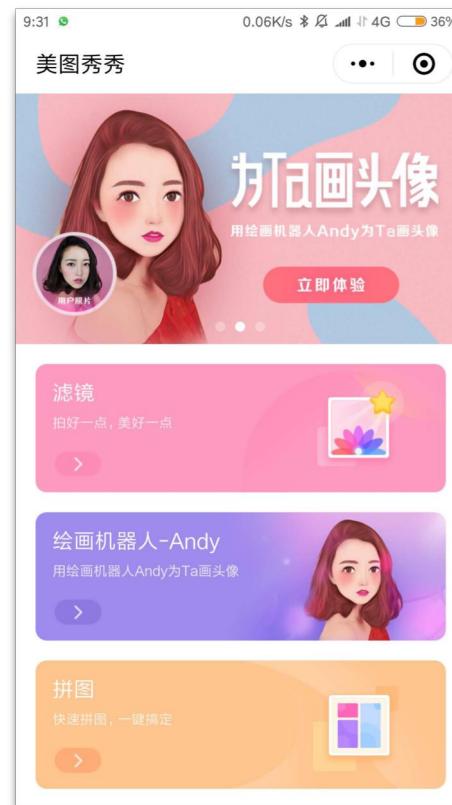 9:31 0.06K/s 4G 36%
美图秀秀
为Ta画头像
用绘画机器人Andy为Ta画头像
立即体验
用户照片
滤镜
拍好一点，美好一点
绘画机器人-Andy
用绘画机器人Andy为Ta画头像
拼图
快速拼图，一键搞定